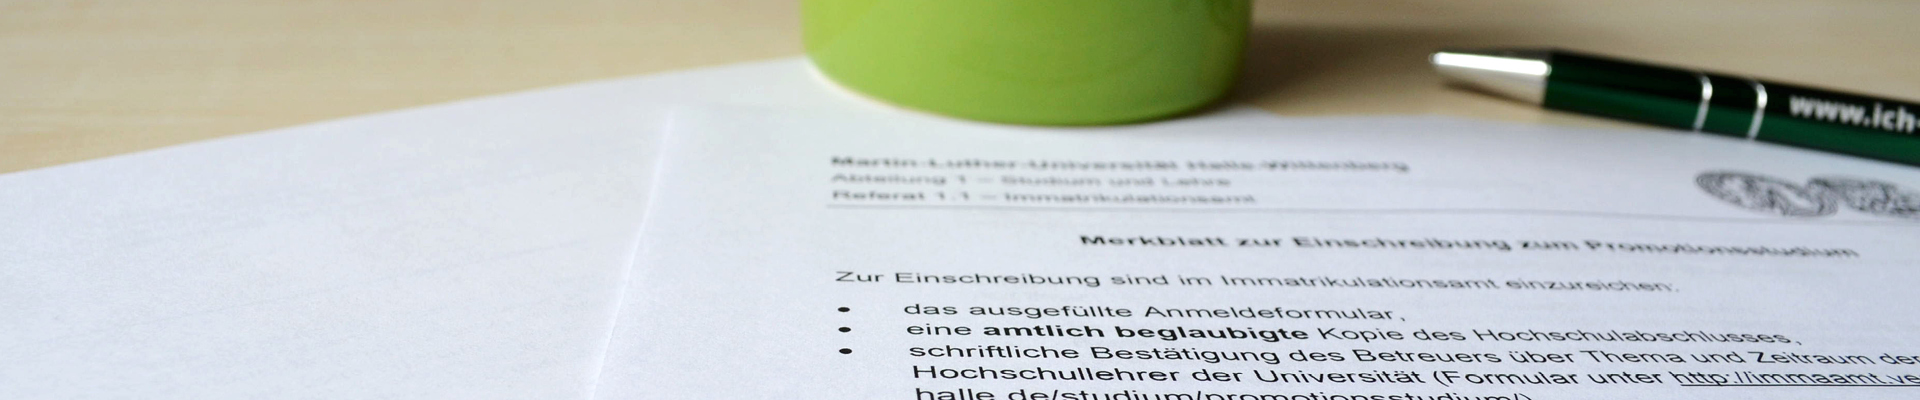 www.ich-
Martin-Luther-Universität Halle-Wittenberg
Abteilung 1 – Studium und Lehre
Referat 1.1 – Immatrikulationsamt
Merkblatt zur Einschreibung zum Promotionsstudium
Zur Einschreibung sind im Immatrikulationsamt einzureichen:
• das ausgefüllte Anmeldeformular,
• eine amtlich beglaubigte Kopie des Hochschulabschlusses,
• schriftliche Bestätigung des Betreuers über Thema und Zeitraum der
Hochschullehrer der Universität (Formular unter http://immaamt.ve
halle.de/studium/promotionsstudium/)